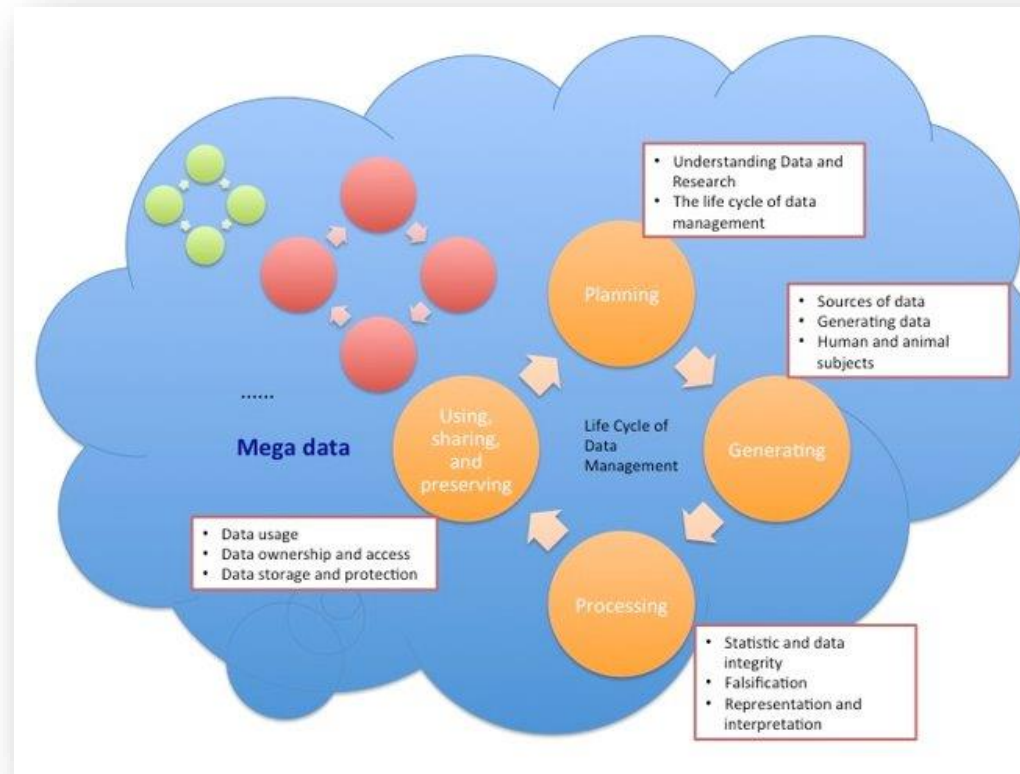 • Understanding Data and
Research
• The life cycle of data
management
Planning
• Sources of data
• Generating data
• Human and animal
subjects
......
Mega data
Using,
sharing,
and
preserving
Life Cycle of
Data
Management
Generating
• Data usage
• Data ownership and access
• Data storage and protection
Processing
• Statistic and data
integrity
• Falsification
• Representation and
interpretation